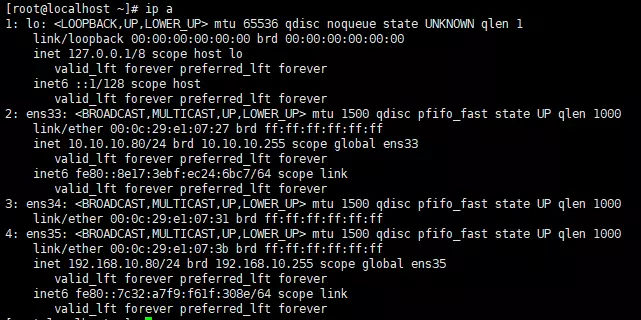 [root@localhost ~]# ip a
1: lo: <LOOPBACK,UP,LOWER_UP> mtu 65536 qdisc noqueue state UNKNOWN qlen 1
    link/loopback 00:00:00:00:00:00 brd 00:00:00:00:00:00
    inet 127.0.0.1/8 scope host lo
       valid_lft forever preferred_lft forever
    inet6 ::1/128 scope host
       valid_lft forever preferred_lft forever
2: ens33: <BROADCAST,MULTICAST,UP,LOWER_UP> mtu 1500 qdisc pfifo_fast state UP qlen 1000
    link/ether 00:0c:29:e1:07:27 brd ff:ff:ff:ff:ff:ff
    inet 10.10.10.80/24 brd 10.10.10.255 scope global ens33
       valid_lft forever preferred_lft forever
    inet6 fe80::8e17:3ebf:ec24:6bc7/64 scope link
       valid_lft forever preferred_lft forever
3: ens34: <BROADCAST,MULTICAST,UP,LOWER_UP> mtu 1500 qdisc pfifo_fast state UP qlen 1000
    link/ether 00:0c:29:e1:07:31 brd ff:ff:ff:ff:ff:ff
4: ens35: <BROADCAST,MULTICAST,UP,LOWER_UP> mtu 1500 qdisc pfifo_fast state UP qlen 1000
    link/ether 00:0c:29:e1:07:3b brd ff:ff:ff:ff:ff:ff
    inet 192.168.10.80/24 brd 192.168.10.255 scope global ens35
       valid_lft forever preferred_lft forever
    inet6 fe80::7c32:a7f9:f61f:308e/64 scope link
       valid_lft forever preferred_lft forever